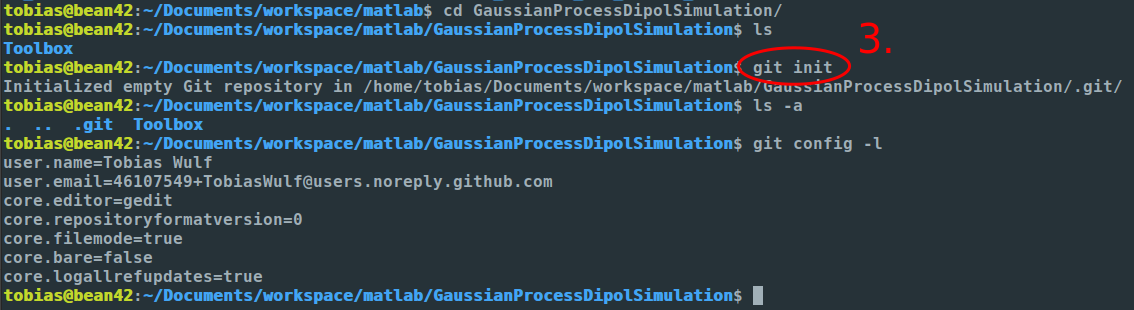 tobias@bean42:~/Documents/workspace/matlab$ cd GaussianProcessDipolSimulation/
tobias@bean42:~/Documents/workspace/matlab/GaussianProcessDipolSimulation$ ls
3.
Toolbox
tobias@bean42:~/Documents/workspace/matlab/GaussianProcessDipolSimulation$ git init
Initialized empty Git repository in /home/tobias/Documents/workspace/matlab/GaussianProcessDipolSimulation/.git/
tobias@bean42:~/Documents/workspace/matlab/GaussianProcessDipolSimulation$ ls -a
.  ..  .git  Toolbox
tobias@bean42:~/Documents/workspace/matlab/GaussianProcessDipolSimulation$ git config -l
user.name=Tobias Wulf
user.email=46107549+TobiasWulf@users.noreply.github.com
core.editor=gedit
core.repositoryformatversion=0
core.filemode=true
core.bare=false
core.logallrefupdates=true
tobias@bean42:~/Documents/workspace/matlab/GaussianProcessDipolSimulation$